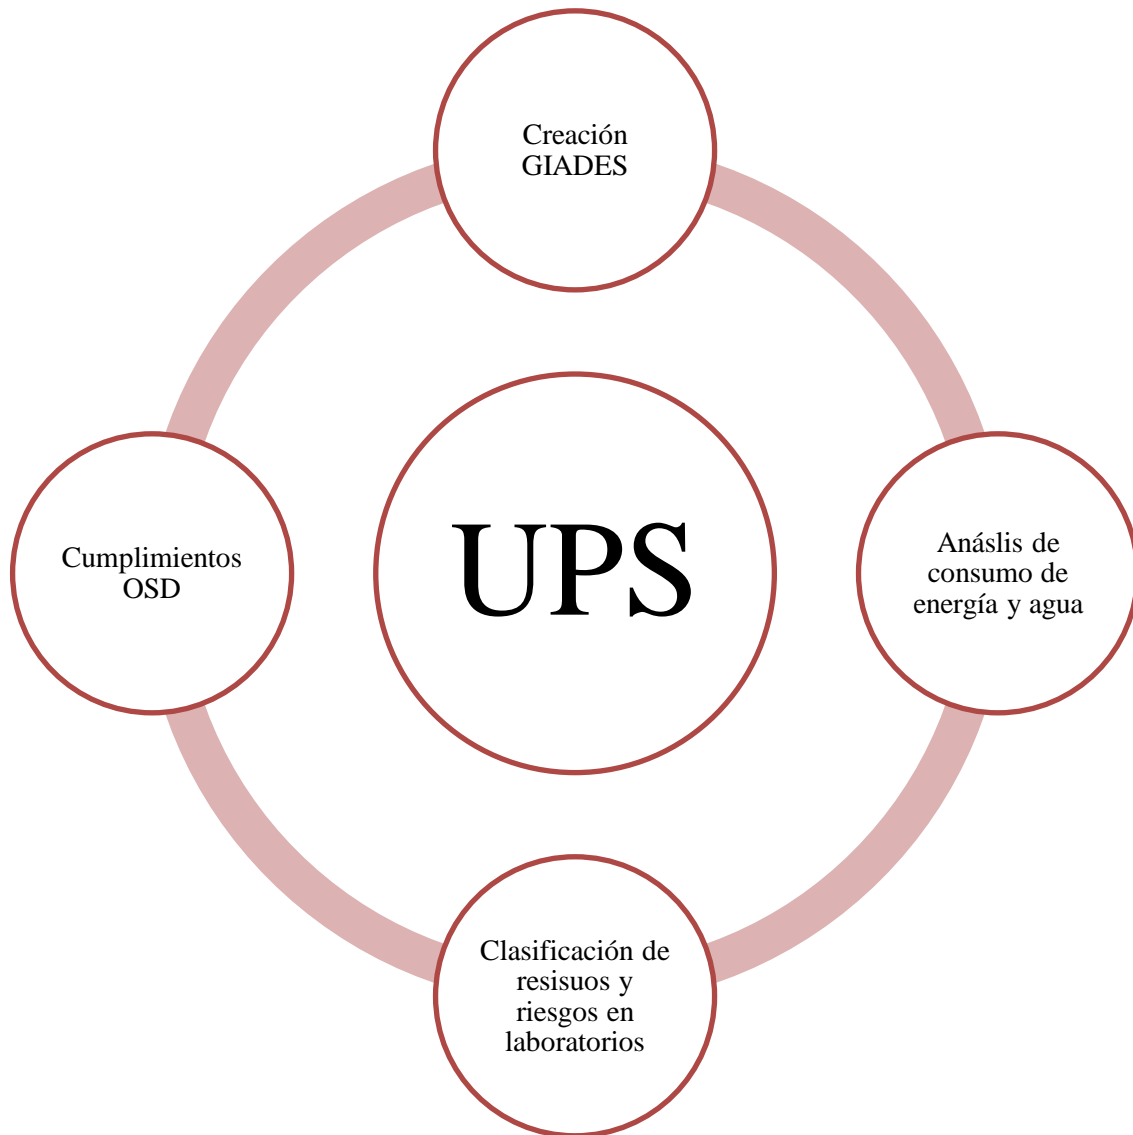 Creación
GIADES
Cumplimientos
OSD
UPS
Anáslis de
consumo de
energía y agua
Clasificación de
resisuos y
riesgos en
laboratorios